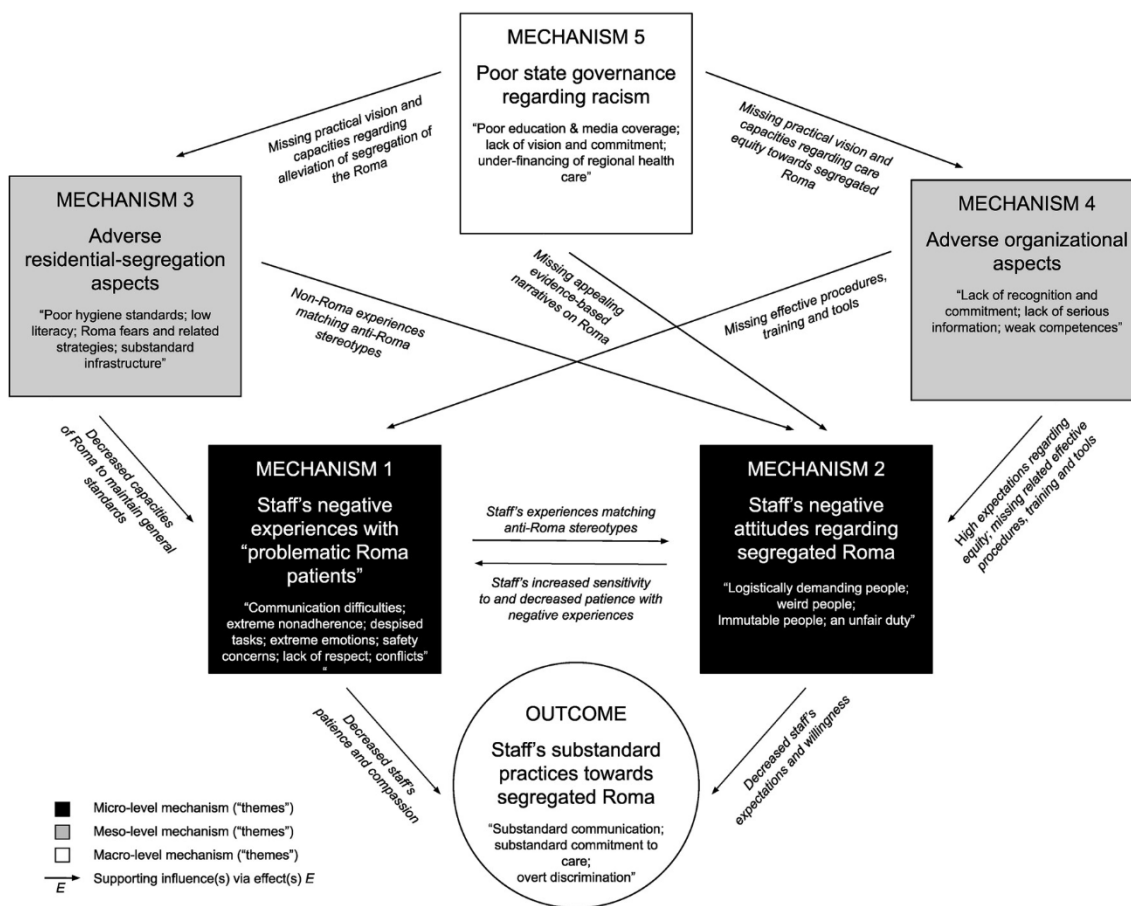 MECHANISM 5
Poor state governance
regarding racism
“Poor education & media coverage;
lack of vision and commitment;
under-financing of regional health
care”
Missing practical vision and
capacities regarding
alleviation of segregation of
the Roma
Missing practical vision and
capacities regarding care
equity towards segregated
Roma
MECHANISM 3
Adverse
residential-segregation
aspects
“Poor hygiene standards; low
literacy; Roma fears and related
strategies; substandard
infrastructure”
MECHANISM 4
Adverse organizational
aspects
“Lack of recognition and
commitment; lack of serious
information; weak competences”
Non-Roma experiences
matching anti-Roma
stereotypes
Missing appealing
evidence-based
narratives on Roma
Missing effective procedures,
training and tools
Decreased capacities
of Roma to maintain general
standards
High expectations regarding
equity; missing related effective
procedures, training and tools
MECHANISM 1
Staff’s negative
experiences with
“problematic Roma
patients”
“Communication difficulties;
extreme nonadherence; despised
tasks; extreme emotions; safety
concerns; lack of respect; conflicts”
“
Staff’s experiences matching
anti-Roma stereotypes
Staff’s increased sensitivity
to and decreased patience with
negative experiences
MECHANISM 2
Staff’s negative
attitudes regarding
segregated Roma
“Logistically demanding people;
weird people;
Immutable people; an unfair duty”
Decreased staff’s
patience and compassion
Decreased staff’s
expectations and willingness
OUTCOME
Staff’s substandard
practices towards
segregated Roma
“Substandard communication;
substandard commitment to
care;
overt discrimination”
Micro-level mechanism (“themes”)
Meso-level mechanism (“themes”)
Macro-level mechanism (“themes”)
E Supporting influence(s) via effect(s) E